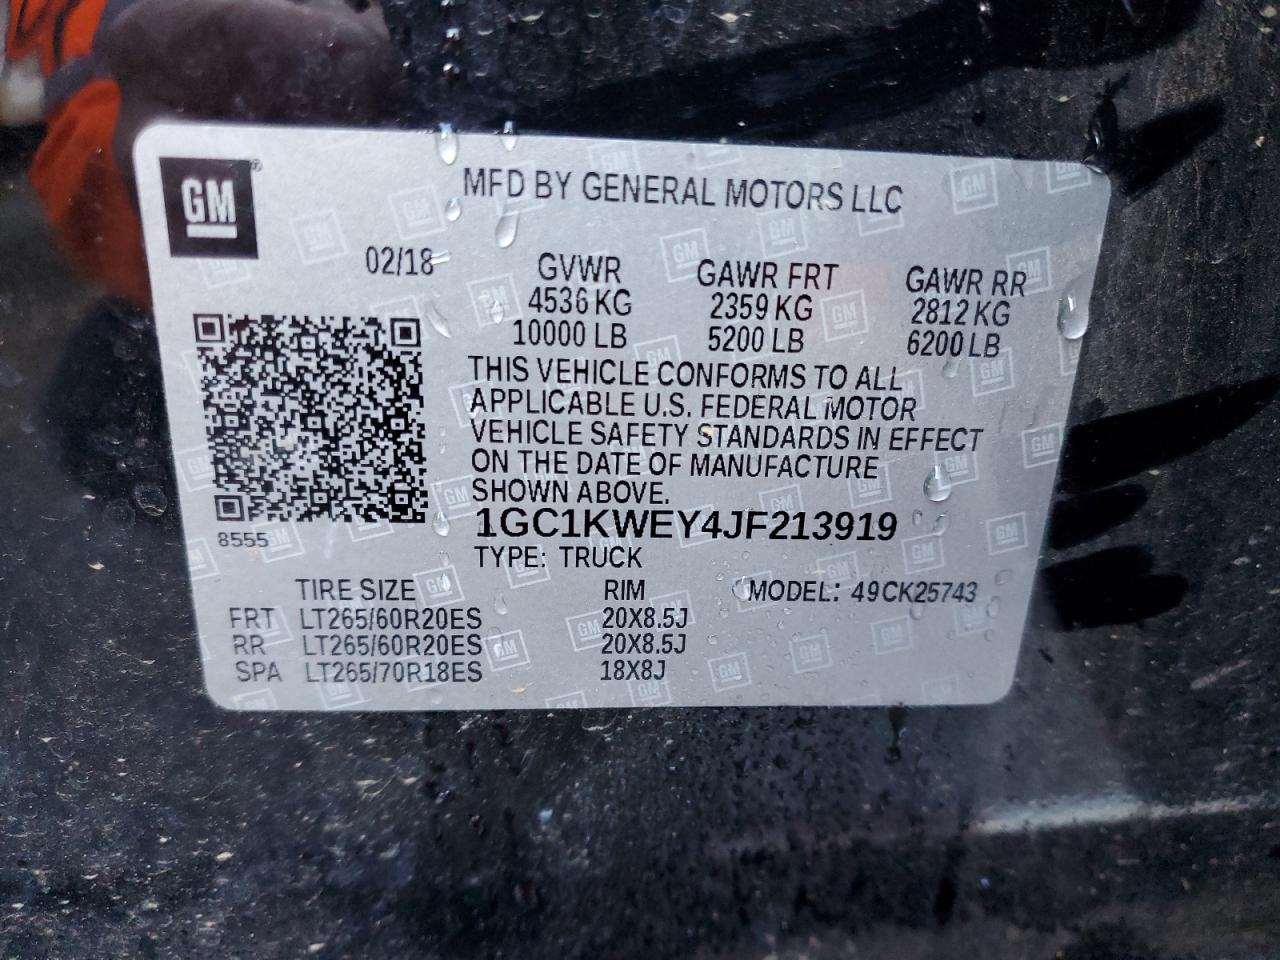 GM
MFD BY GENERAL MOTORS LLC
02/18
GVWR GAWR FRT GAWR RR
4536 KG 2359 KG 2812 KG
10000 LB 5200 LB 6200 LB
THIS VEHICLE CONFORMS TO ALL
APPLICABLE U.S. FEDERAL MOTOR
VEHICLE SAFETY STANDARDS IN EFFECT
ON THE DATE OF MANUFACTURE
SHOWN ABOVE.
8555
1GC1KWEY4JF213919
TYPE: TRUCK
TIRE SIZE RIM MODEL: 49CK25743
FRT LT265/60R20ES 20X8.5J
RR LT265/60R20ES 20X8.5J
SPA LT265/70R18ES 18X8J